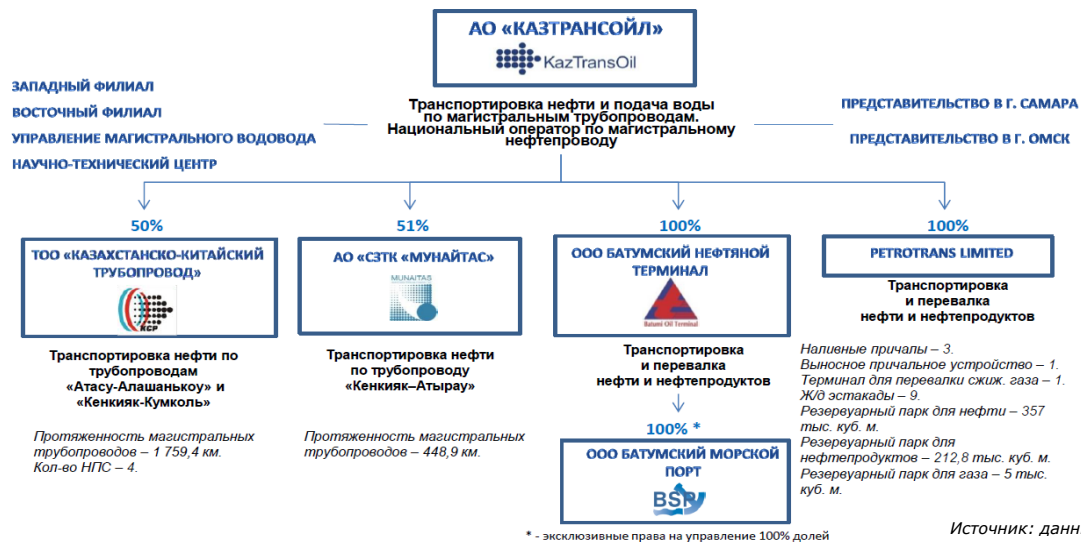 АО «КАЗТРАНСОЙЛ»
KazTransOil
ЗАПАДНЫЙ ФИЛИАЛ
ВОСТОЧНЫЙ ФИЛИАЛ
УПРАВЛЕНИЕ МАГИСТРАЛЬНОГО ВОДОВОДА
НАУЧНО-ТЕХНИЧЕСКИЙ ЦЕНТР
Транспортировка нефти и подача воды
по магистральным трубопроводам.
Национальный оператор по магистральному
нефтепроводу
ПРЕДСТАВИТЕЛЬСТВО В Г. САМАРА
ПРЕДСТАВИТЕЛЬСТВО В Г. ОМСК
50%
ТОО «КАЗАХСТАНСКО-КИТАЙСКИЙ
ТРУБОПРОВОД»
KCP
Транспортировка нефти по
трубопроводам
«Атасу-Алашанькоу» и
«Кенкияк-Кумколь»
Протяженность магистральных
трубопроводов – 1 759,4 км.
Кол-во НПС – 4.
51%
АО «СЗТК «МУНАЙТАС»
MUNAITAS
Транспортировка нефти
по трубопроводу
«Кенкияк–Атырау»
Протяженность магистральных
трубопроводов – 448,9 км.
100%
ООО БАТУМСКИЙ НЕФТЯНОЙ
ТЕРМИНАЛ
Batumi Oil Terminal
Транспортировка
и перевалка
нефти и нефтепродуктов
100% *
ООО БАТУМСКИЙ МОРСКОЙ
ПОРТ
BSP
* - эксклюзивные права на управление 100% долей
100%
PETROTRANS LIMITED
Транспортировка
и перевалка
нефти и нефтепродуктов
Наливные причалы – 3.
Выносное причальное устройство – 1.
Терминал для перевалки сжиж. газа – 1.
Ж/д эстакады – 9.
Резервуарный парк для нефти – 357
тыс. куб. м.
Резервуарный парк для
нефтепродуктов – 212,8 тыс. куб. м.
Резервуарный парк для газа – 5 тыс.
куб. м.
Источник: данн